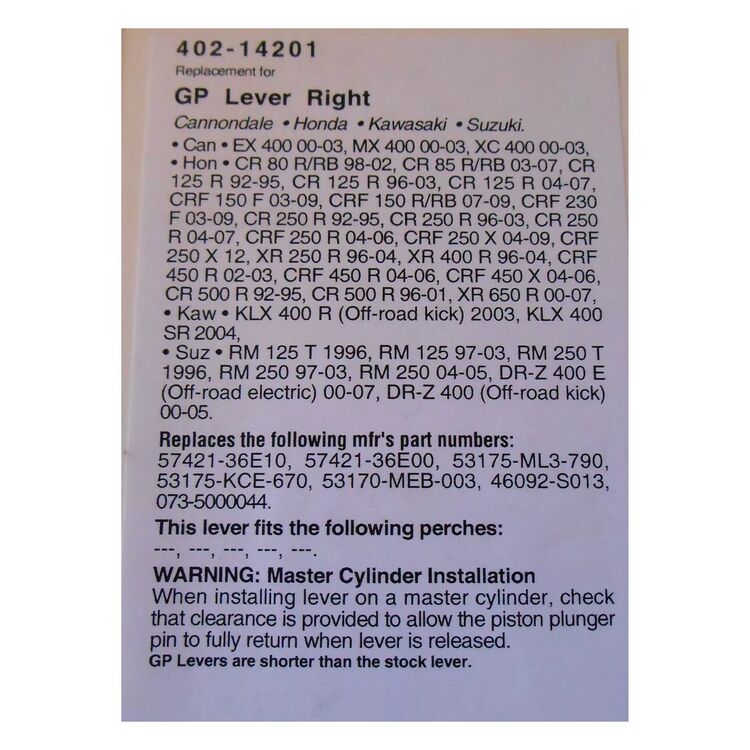 402-14201
Replacement for
GP Lever Right
Cannondale • Honda • Kawasaki • Suzuki.
• Can • EX 400 00-03, MX 400 00-03, XC 400 00-03,
• Hon • CR 80 R/RB 98-02, CR 85 R/RB 03-07, CR
125 R 92-95, CR 125 R 96-03, CR 125 R 04-07,
CRF 150 F 03-09, CRF 150 R/RB 07-09, CRF 230
F 03-09, CR 250 R 92-95, CR 250 R 96-03, CR 250
R 04-07, CRF 250 R 04-06, CRF 250 X 04-09, CRF
250 X 12, XR 250 R 96-04, XR 400 R 96-04, CRF
450 R 02-03, CRF 450 R 04-06, CRF 450 X 04-06,
CR 500 R 92-95, CR 500 R 96-01, XR 650 R 00-07,
• Kaw • KLX 400 R (Off-road kick) 2003, KLX 400
SR 2004,
• Suz • RM 125 T 1996, RM 125 97-03, RM 250 T
1996, RM 250 97-03, RM 250 04-05, DR-Z 400 E
(Off-road electric) 00-07, DR-Z 400 (Off-road kick)
00-05.
Replaces the following mfr's part numbers:
57421-36E10, 57421-36E00, 53175-ML3-790,
53175-KCE-670, 53170-MEB-003, 46092-S013,
073-5000044.
This lever fits the following perches:
---, ---, ---, ---, ---.
WARNING: Master Cylinder Installation
When installing lever on a master cylinder, check
that clearance is provided to allow the piston plunger
pin to fully return when lever is released.
GP Levers are shorter than the stock lever.